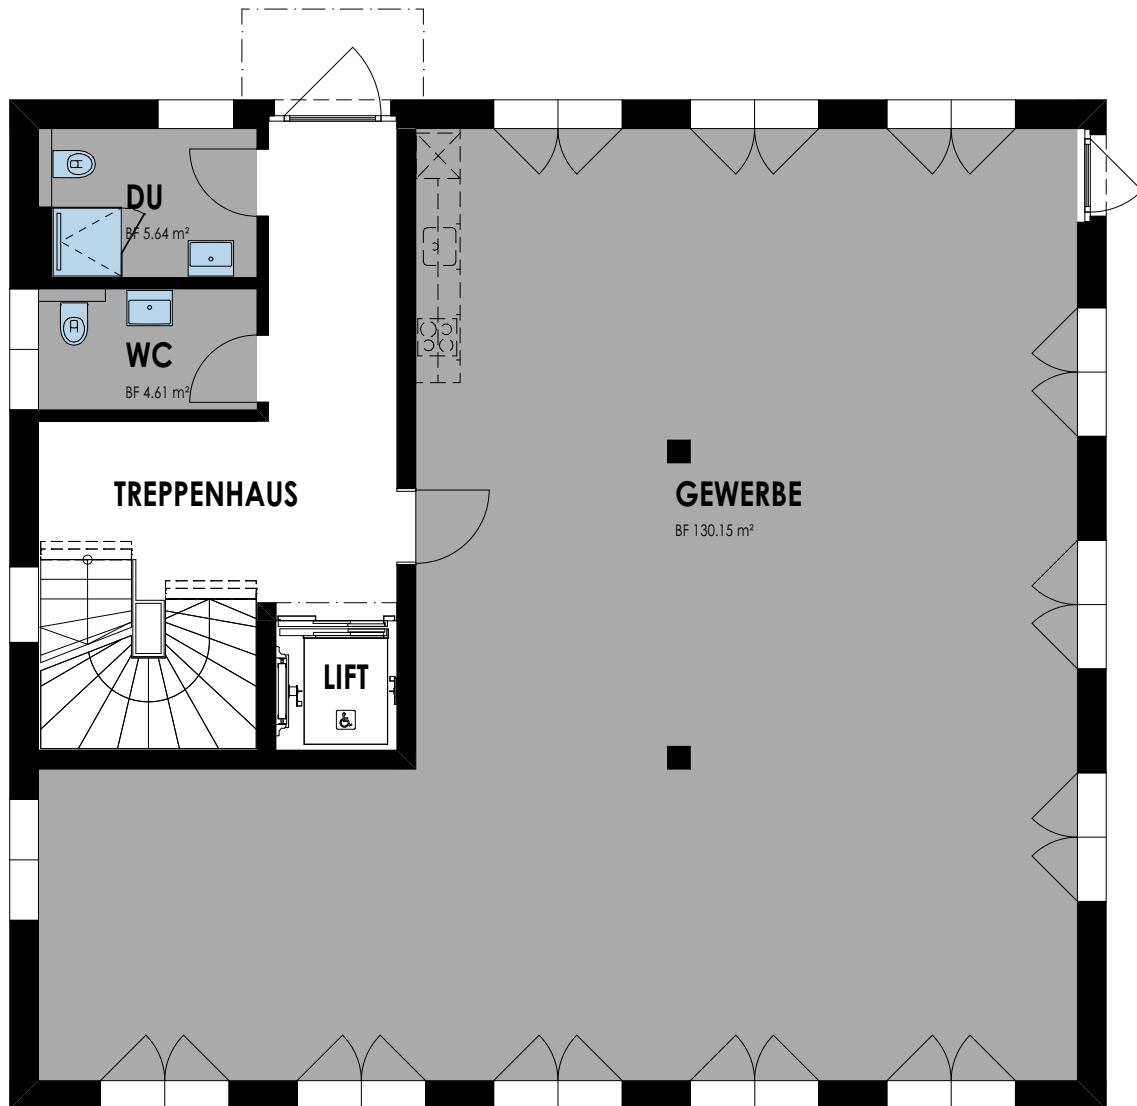 DU
BF 5.64 m²
WC
BF 4.61 m²
TREPPENHAUS
GEWERBE
BF 130.15 m²
LIFT